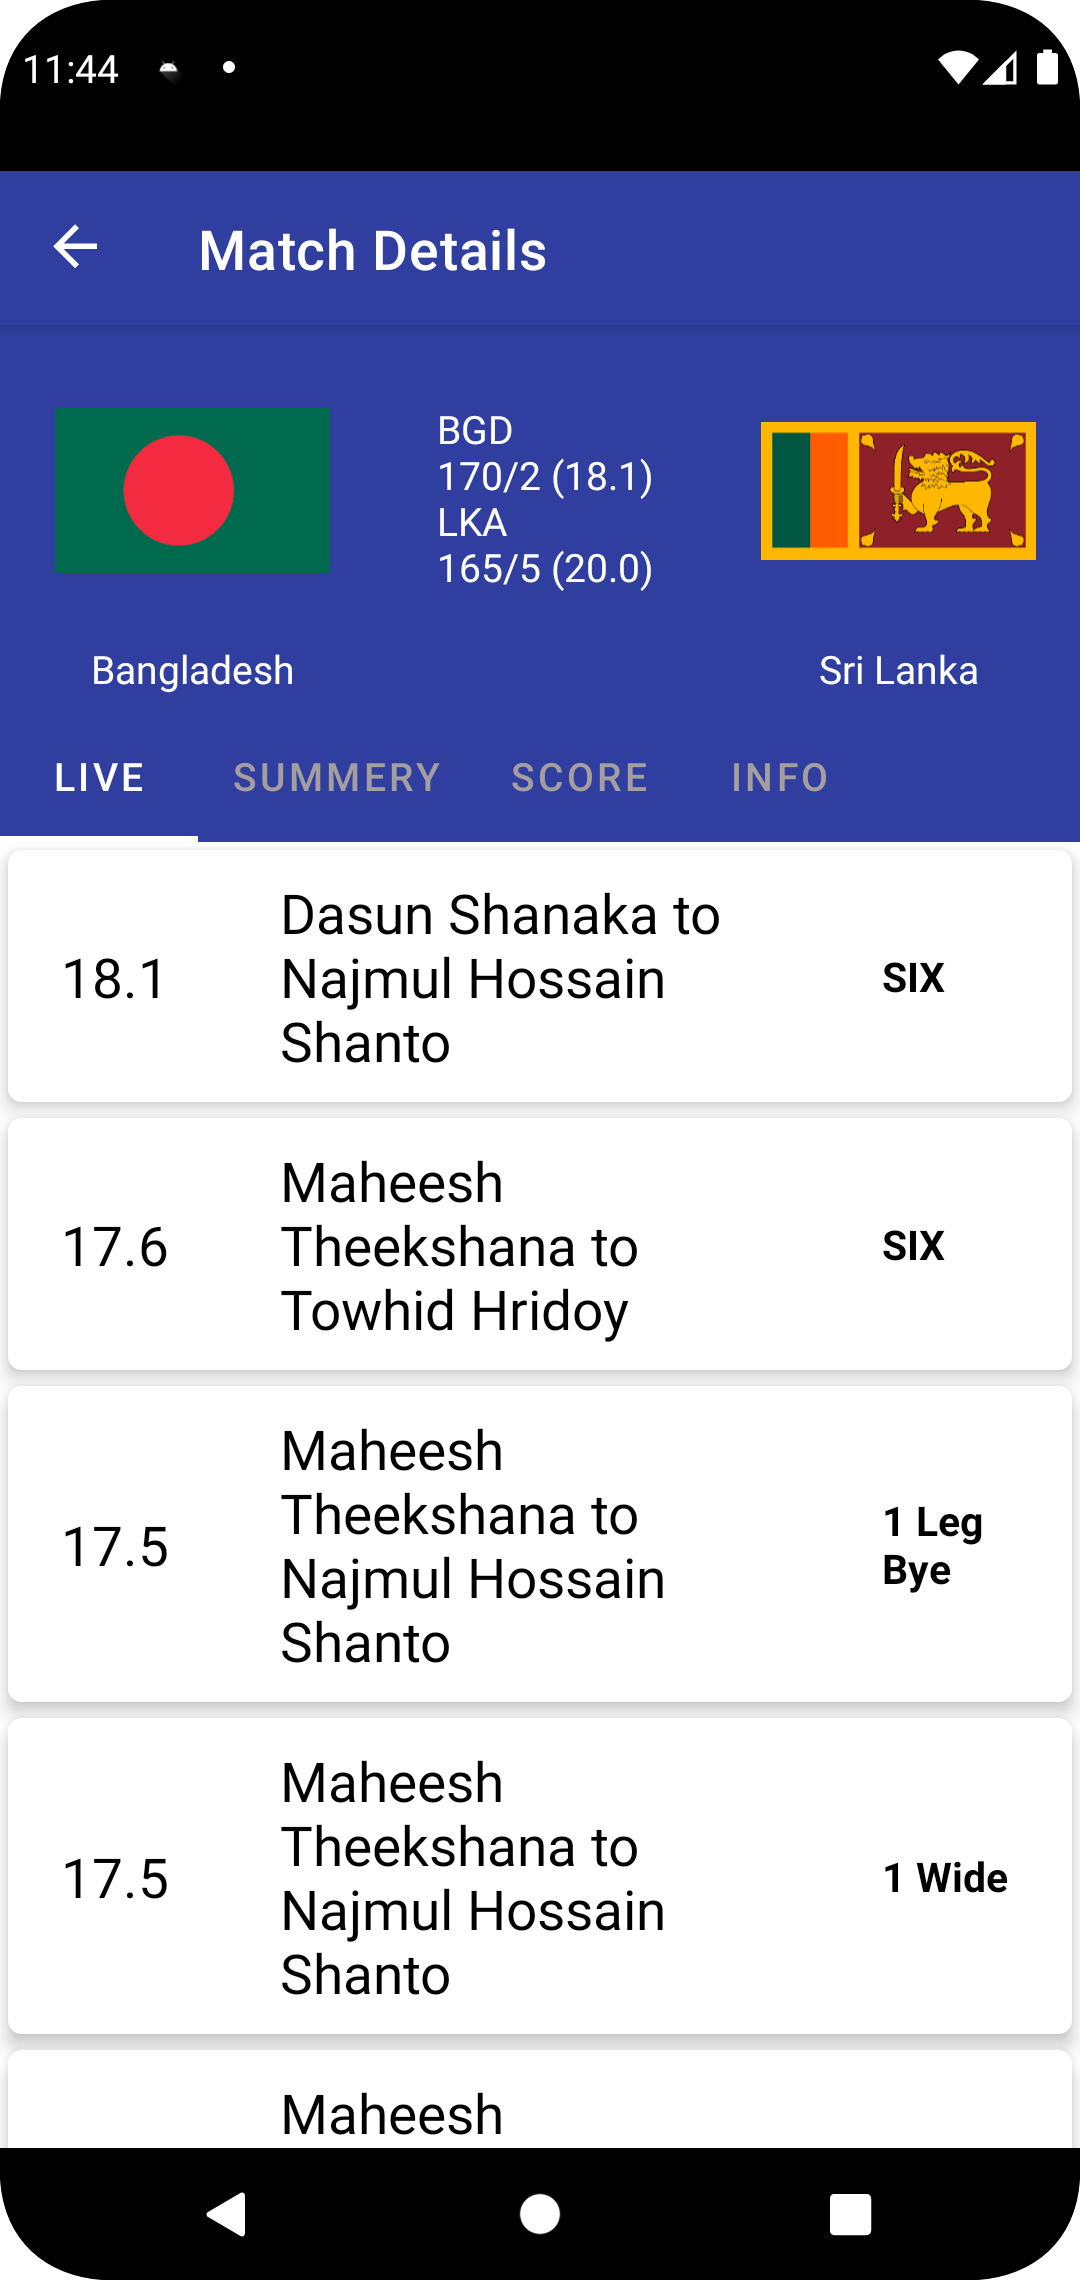 11:44
Match Details
BGD
170/2 (18.1)
LKA
165/5 (20.0)
Bangladesh
Sri Lanka
LIVE SUMMERY SCORE INFO
18.1
Dasun Shanaka to
Najmul Hossain
Shanto
SIX
17.6
Maheesh
Theekshana to
Towhid Hridoy
SIX
17.5
Maheesh
Theekshana to
Najmul Hossain
Shanto
1 Leg
Bye
17.5
Maheesh
Theekshana to
Najmul Hossain
Shanto
1 Wide
Maheesh